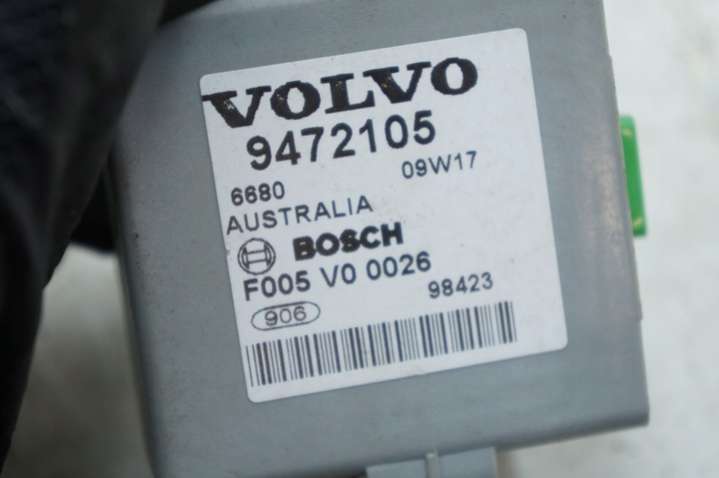 VOLVO
9472105
6680 09W17
AUSTRALIA
BOSCH
F005 V0 0026
906 98423